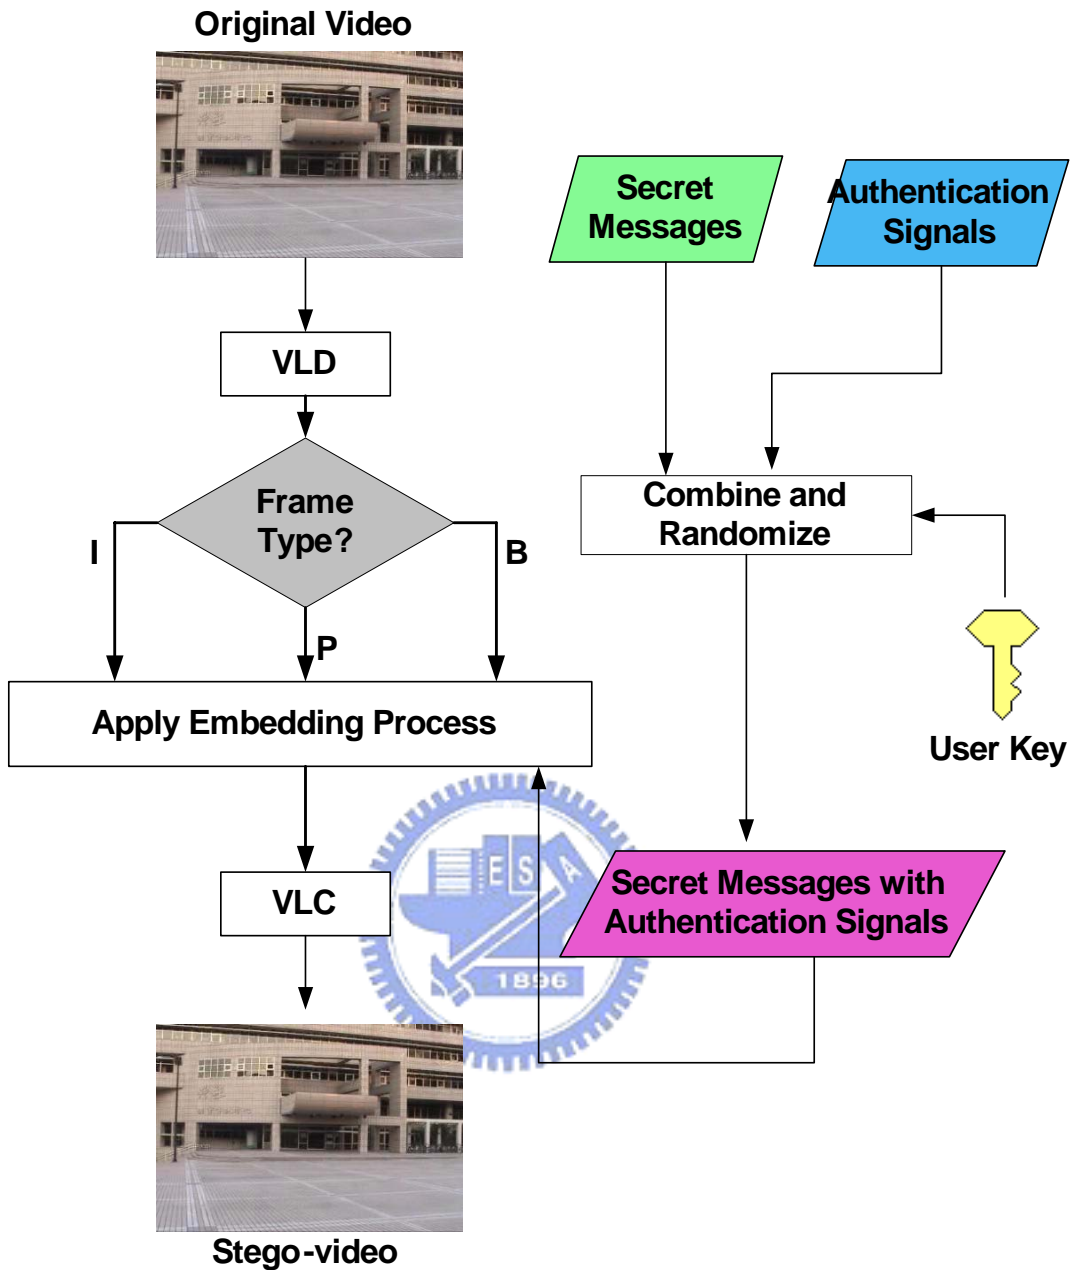 Original Video
Secret
Messages
Authentication
Signals
VLD
Frame
Type?
I
B
P
Combine and
Randomize
User Key
Apply Embedding Process
VLC
Secret Messages with
Authentication Signals
E S A
1896
Stego-video